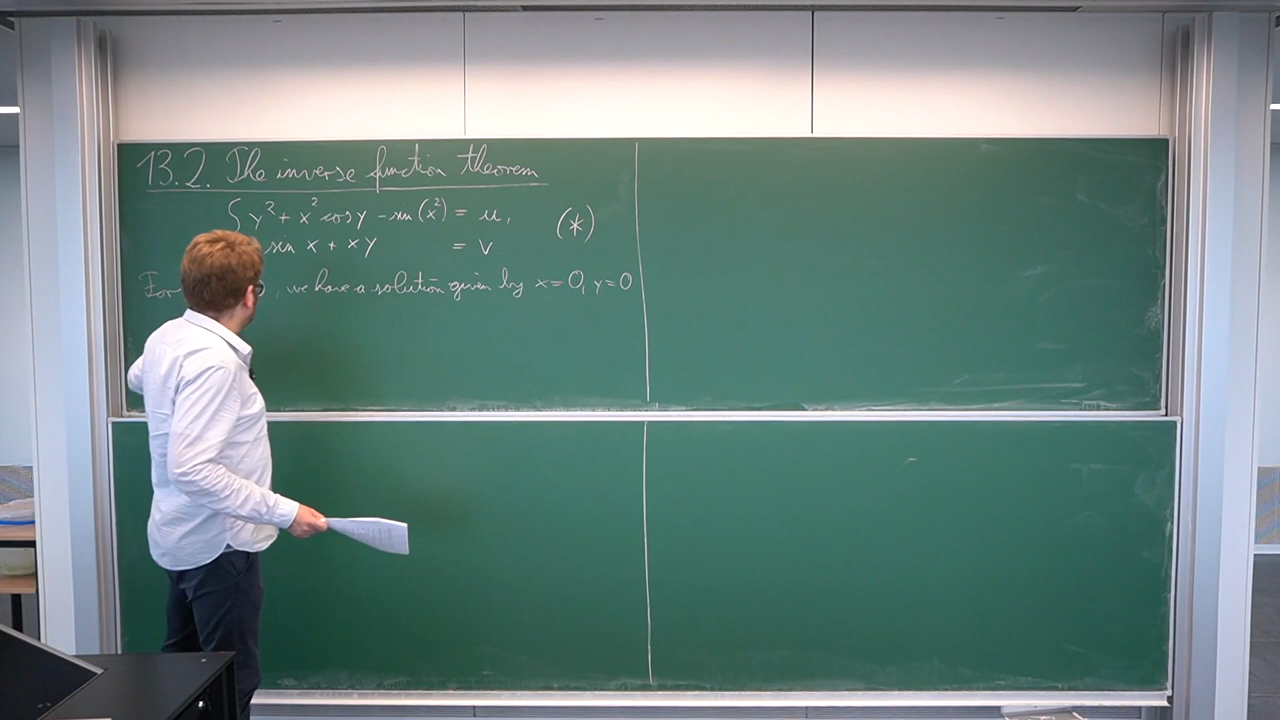 13.2. The inverse function theorem
{ y² + x² cos y - sin(x²) = u, (*)
sin x + xy = v.
For , we have a solution given by x=0, y=0